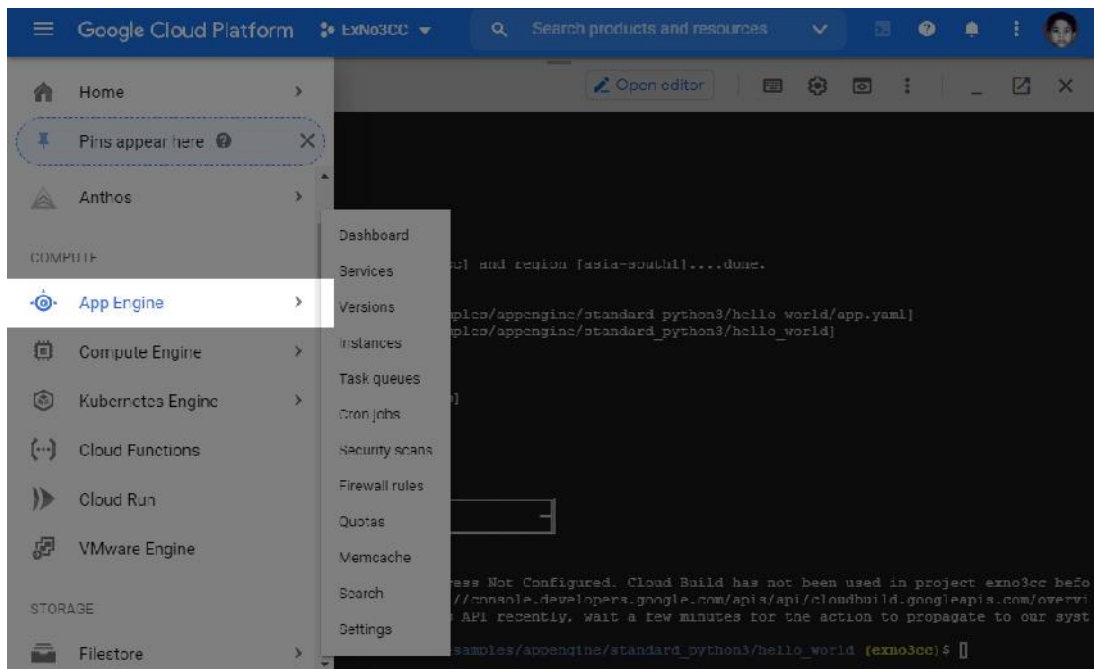 Google Cloud Platform ExNo3CC Search products and resources
Open editor
Home
Pins appear here
Anthos
COMPUTE
App Engine
Compute Engine
Kubernetes Engine
Cloud Functions
Cloud Run
VMware Engine
STORAGE
Filestore
Dashboard
Services
Versions
Instances
Task queues
Cron jobs
Security scans
Firewall rules
Quotas
Memcache
Search
Settings
cc] and region [asia-south1]....done.
ples/appengine/standard_python3/hello_world/app.yaml]
ples/appengine/standard_python3/hello_world]
ess Not Configured. Cloud Build has not been used in project exno3cc befo
//console.developers.google.com/apis/api/cloudbuild.googleapis.com/overvi
API recently, wait a few minutes for the action to propagate to our syst
-samples/appengine/standard_python3/hello_world (exno3cc)$